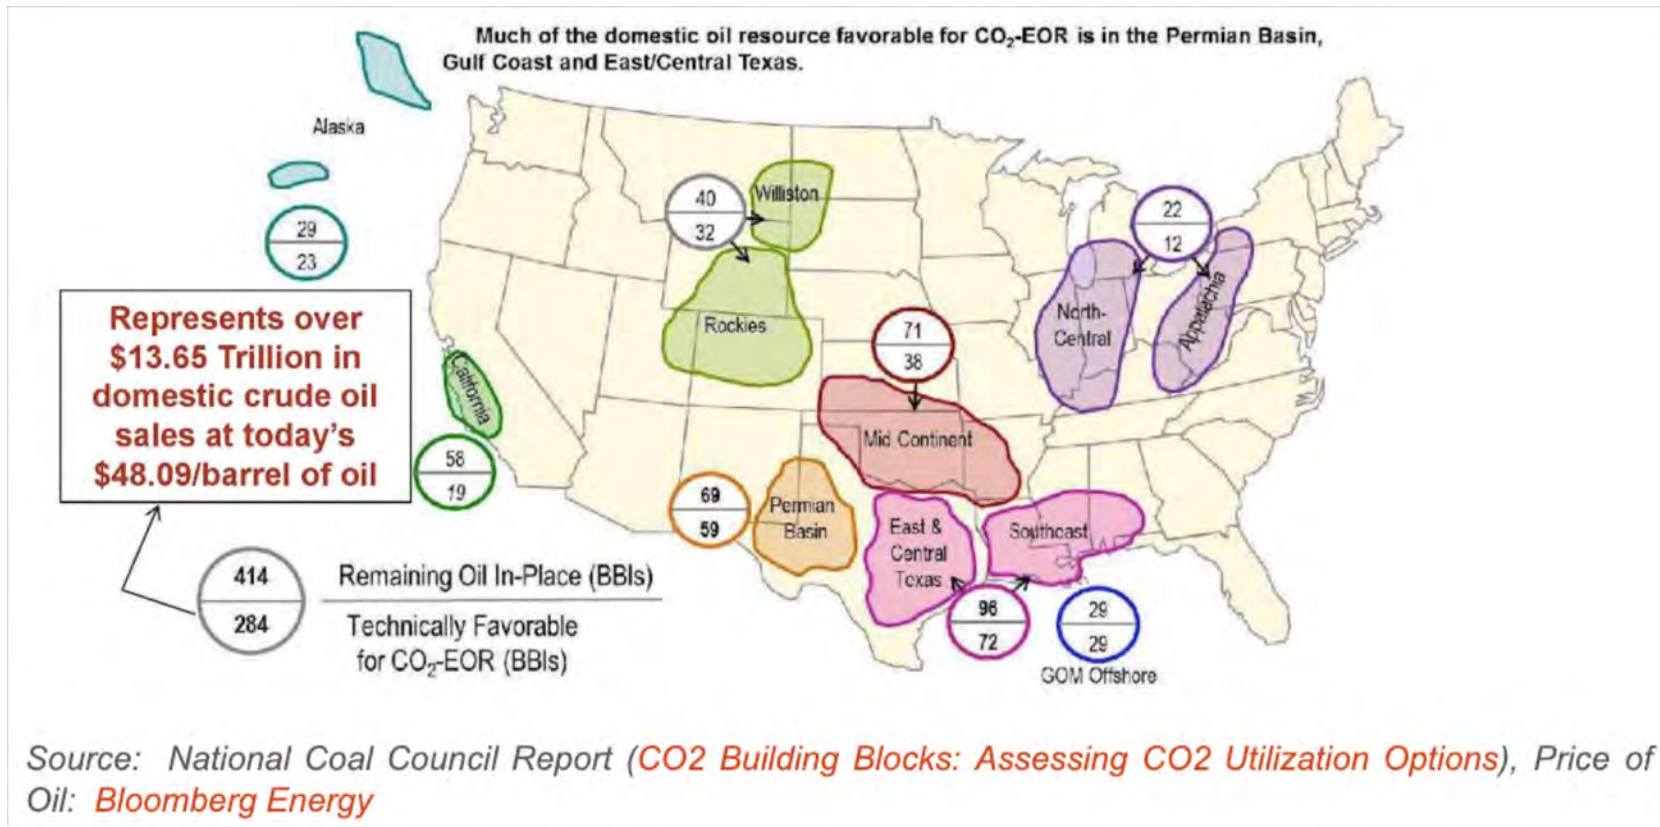 Much of the domestic oil resource favorable for CO₂-EOR is in the Permian Basin,
Gulf Coast and East/Central Texas.
Alaska
29
23
Williston
40
32
Rockies
22
12
North-
Central
Appalachia
71
38
Mid Continent
Represents over
$13.65 Trillion in
domestic crude oil
sales at today's
$48.09/barrel of oil
California
58
19
69
59
Permian
Basin
East &
Central
Texas
Southeast
96
72
29
29
GOM Offshore
414
284
Remaining Oil In-Place (BBls)
Technically Favorable
for CO₂-EOR (BBls)
Source: National Coal Council Report (CO2 Building Blocks: Assessing CO2 Utilization Options), Price of
Oil: Bloomberg Energy